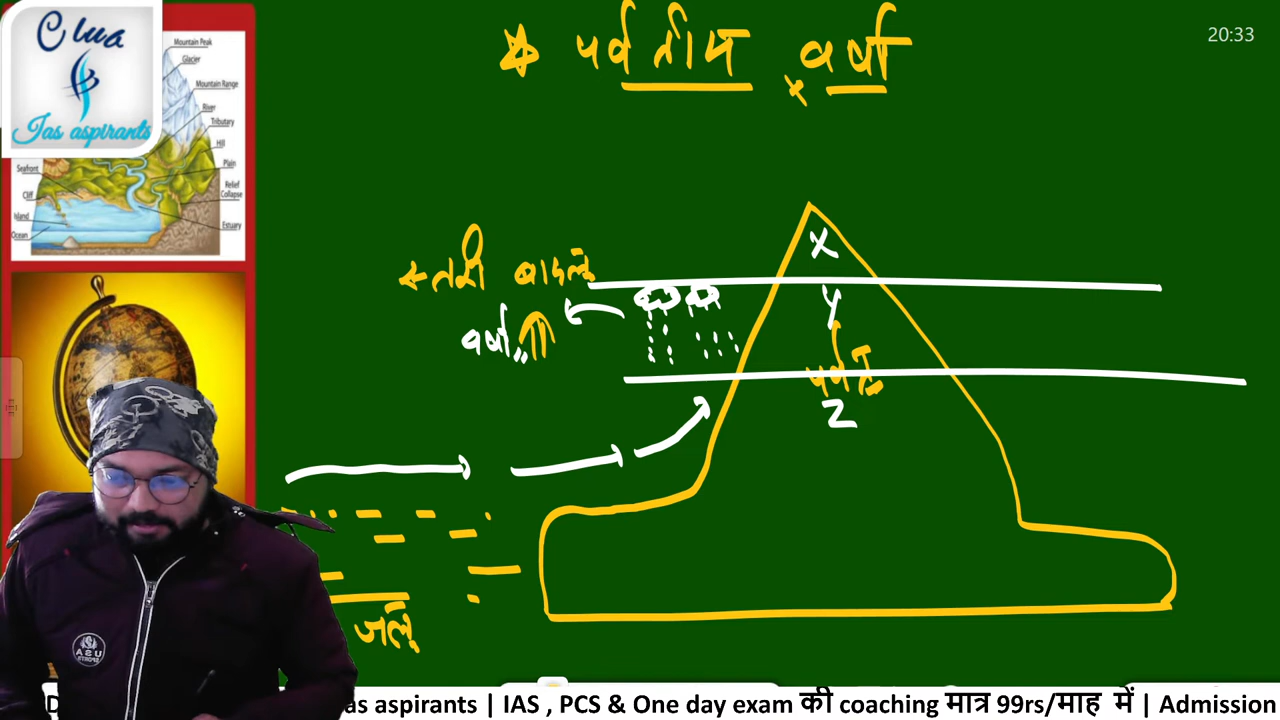 Clua
Ias aspirants
Mountain Peak
Glacier
Mountain Range
River
Tributary
Hill
Plain
Relief
Collapse
Estuary
Seafront
Cliff
Island
Ocean
20:33
पर्वतीय वर्षा
X
स्तरी बादल
Y
वर्षा
पर्वत
Z
जल
USA
as aspirants | IAS , PCS & One day exam की coaching मात्र 99rs/माह में | Admission